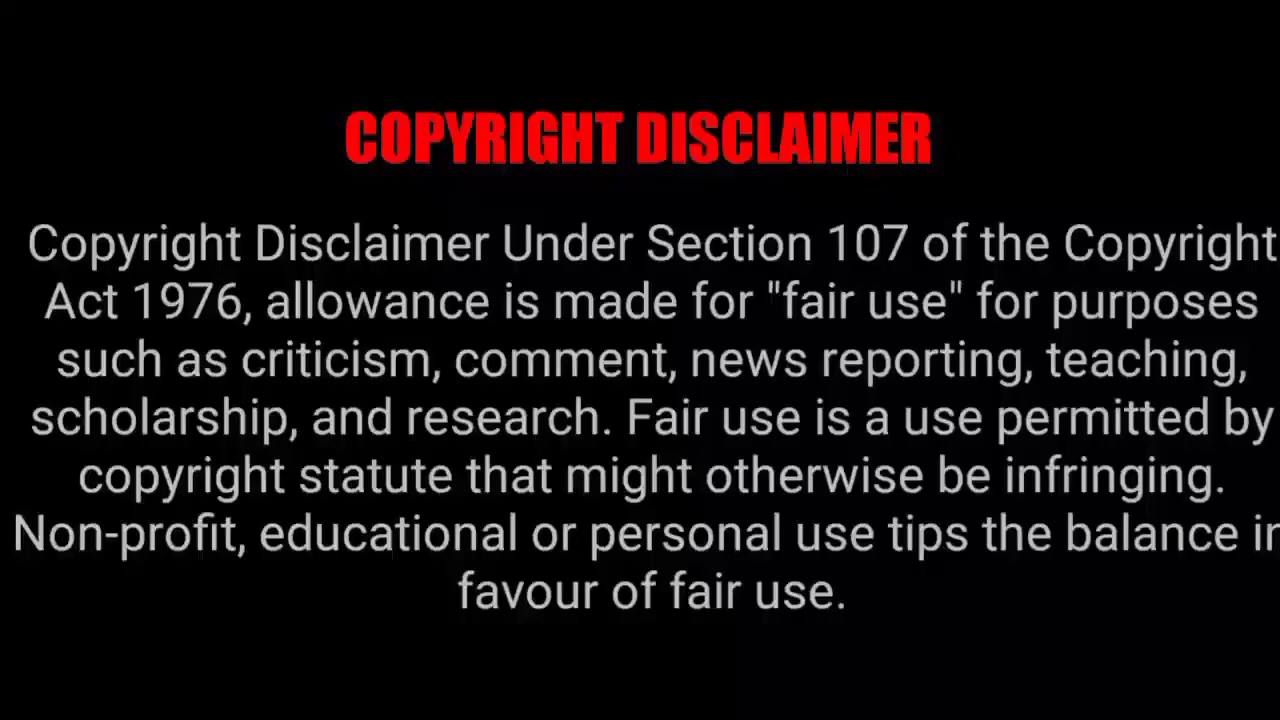 COPYRIGHT DISCLAIMER
Copyright Disclaimer Under Section 107 of the Copyright
Act 1976, allowance is made for "fair use" for purposes
such as criticism, comment, news reporting, teaching,
scholarship, and research. Fair use is a use permitted by
copyright statute that might otherwise be infringing.
Non-profit, educational or personal use tips the balance in
favour of fair use.